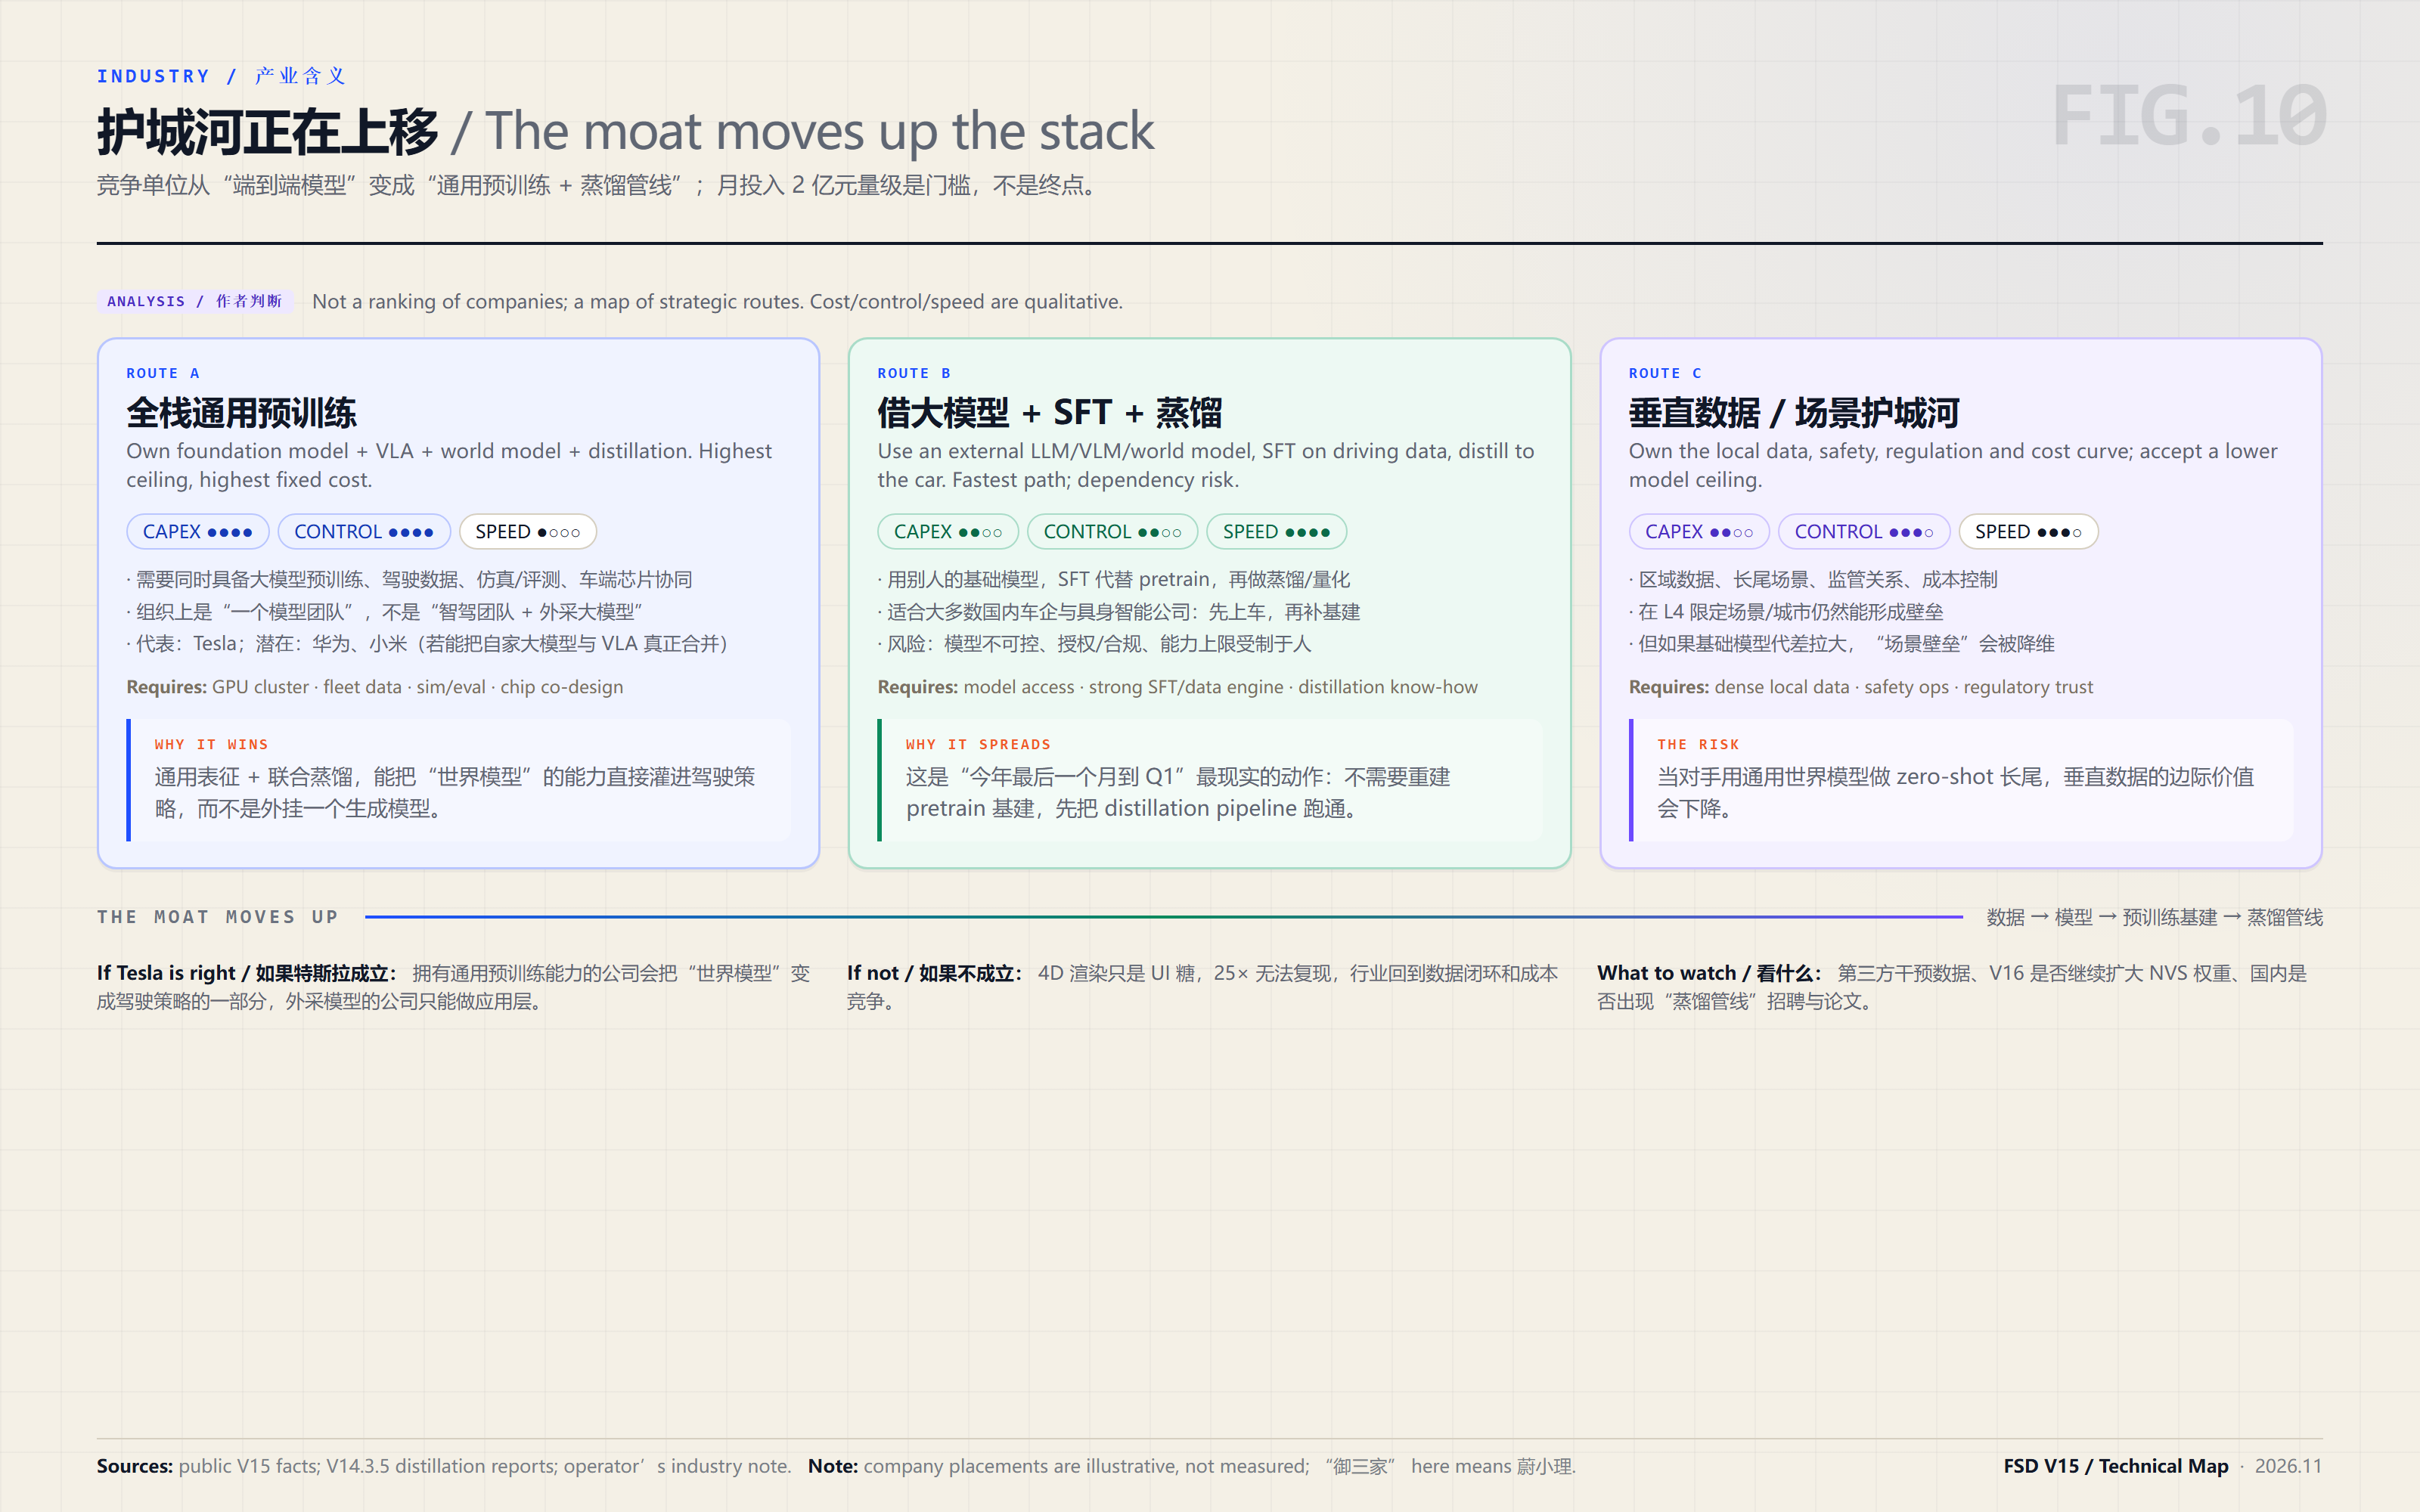 INDUSTRY / 产业含义
护城河正在上移 / The moat moves up the stack
竞争单位从“端到端模型”变成“通用预训练 + 蒸馏管线”；月投入 2 亿元量级是门槛，不是终点。
FIG.10
ANALYSIS / 作者判断
Not a ranking of companies; a map of strategic routes. Cost/control/speed are qualitative.
ROUTE A
全栈通用预训练
Own foundation model + VLA + world model + distillation. Highest
ceiling, highest fixed cost.
CAPEX ●●●● CONTROL ●●●● SPEED ●○○○
· 需要同时具备大模型预训练、驾驶数据、仿真/评测、车端芯片协同
· 组织上是“一个模型团队”，不是“智驾团队 + 外采大模型”
· 代表：Tesla；潜在：华为、小米（若能把自家大模型与 VLA 真正合并）
Requires: GPU cluster · fleet data · sim/eval · chip co-design
WHY IT WINS
通用表征 + 联合蒸馏，能把“世界模型”的能力直接灌进驾驶策
略，而不是外挂一个生成模型。
ROUTE B
借大模型 + SFT + 蒸馏
Use an external LLM/VLM/world model, SFT on driving data, distill to
the car. Fastest path; dependency risk.
CAPEX ●●○○ CONTROL ●●○○ SPEED ●●●●
· 用别人的基础模型，SFT 代替 pretrain，再做蒸馏/量化
· 适合大多数国内车企与具身智能公司：先上车，再补基建
· 风险：模型不可控、授权/合规、能力上限受制于人
Requires: model access · strong SFT/data engine · distillation know-how
WHY IT SPREADS
这是“今年最后一个月到 Q1”最现实的动作：不需要重建
pretrain 基建，先把 distillation pipeline 跑通。
ROUTE C
垂直数据 / 场景护城河
Own the local data, safety, regulation and cost curve; accept a lower
model ceiling.
CAPEX ●●○○ CONTROL ●●●○ SPEED ●●●○
· 区域数据、长尾场景、监管关系、成本控制
· 在 L4 限定场景/城市仍然能形成壁垒
· 但如果基础模型代差拉大，“场景壁垒”会被降维
Requires: dense local data · safety ops · regulatory trust
THE RISK
当对手用通用世界模型做 zero-shot 长尾，垂直数据的边际价值
会下降。
THE MOAT MOVES UP
数据 → 模型 → 预训练基建 → 蒸馏管线
If Tesla is right / 如果特斯拉成立： 拥有通用预训练能力的公司会把“世界模型”变
成驾驶策略的一部分，外采模型的公司只能做应用层。
If not / 如果不成立： 4D 渲染只是 UI 糖，25× 无法复现，行业回到数据闭环和成本
竞争。
What to watch / 看什么： 第三方干预数据、V16 是否继续扩大 NVS 权重、国内是
否出现“蒸馏管线”招聘与论文。
Sources: public V15 facts; V14.3.5 distillation reports; operator’s industry note. Note: company placements are illustrative, not measured; “御三家” here means 蔚小理.
FSD V15 / Technical Map · 2026.11